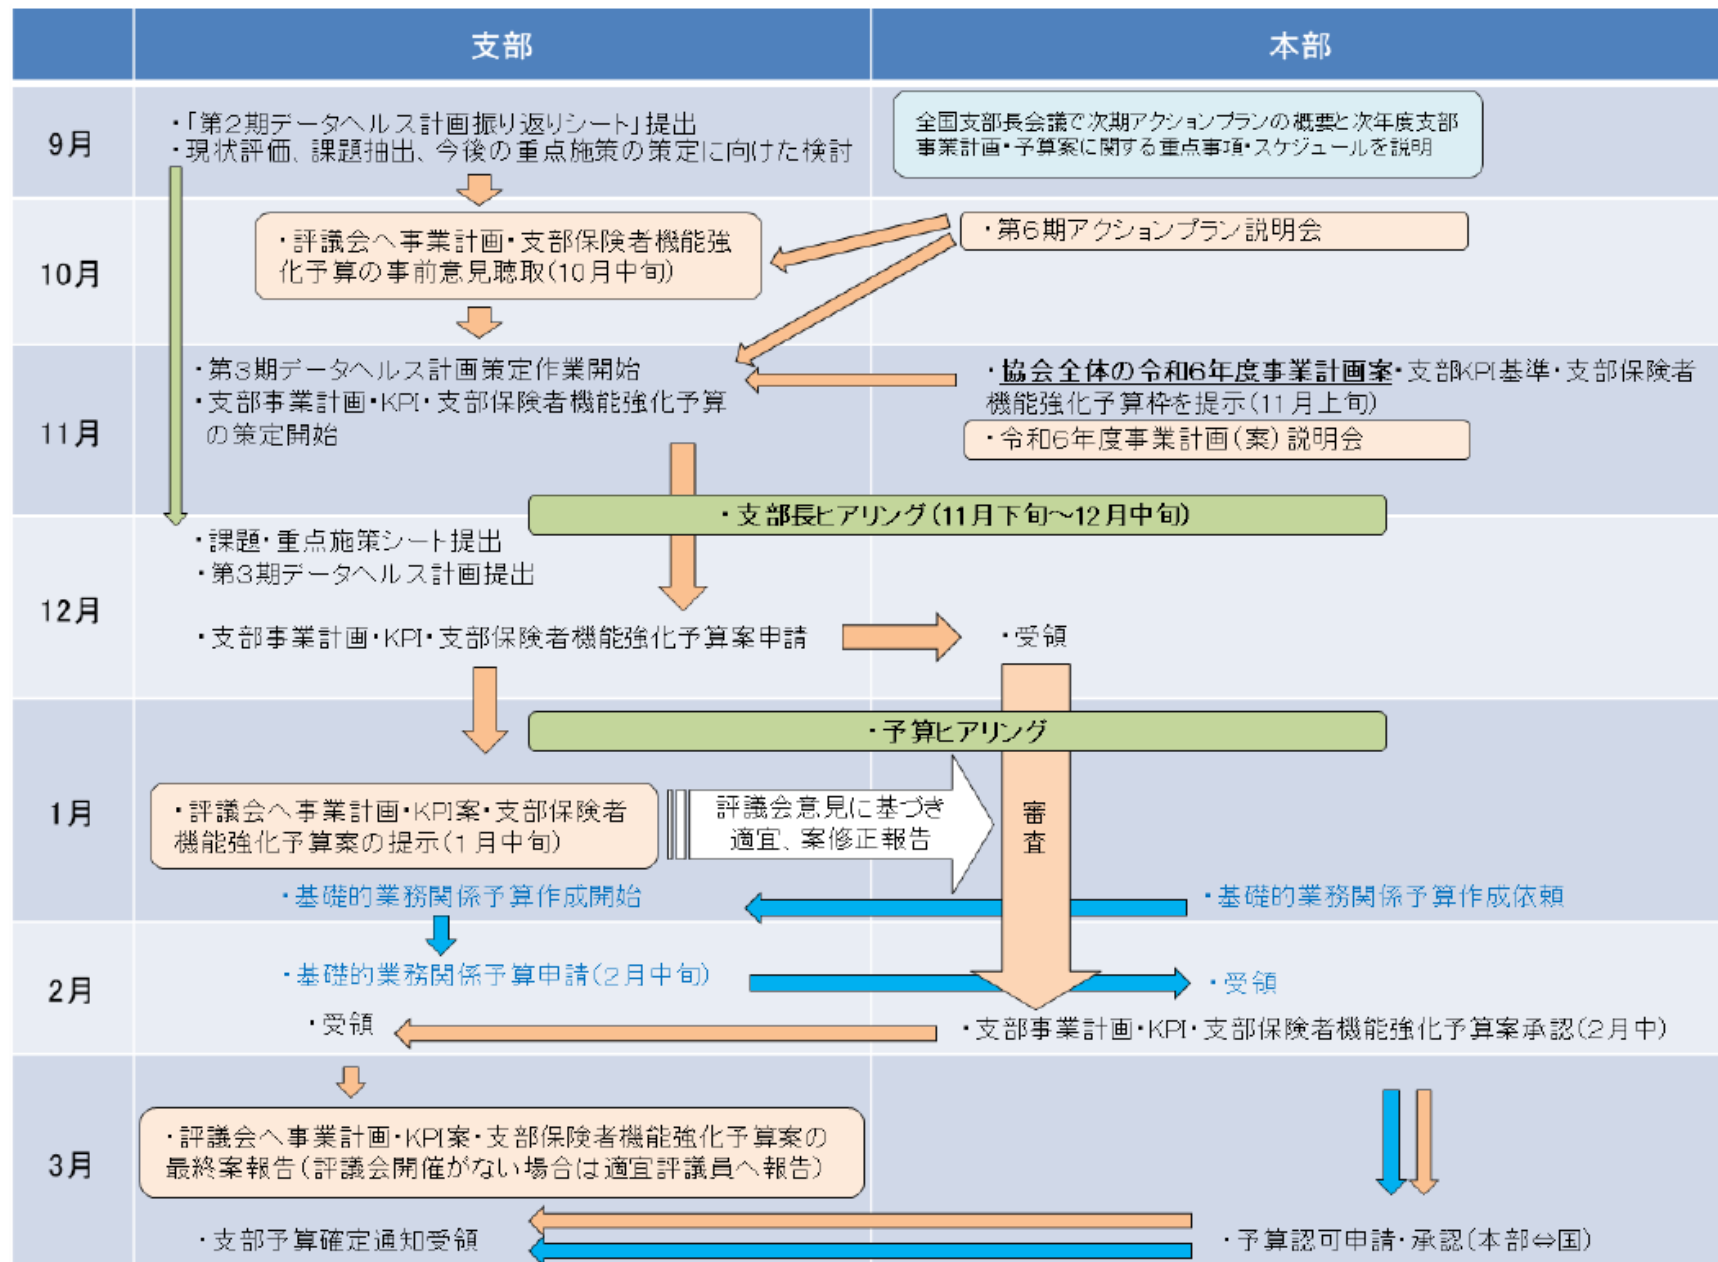 支部
本部
9月
・「第2期データヘルス計画振り返りシート」提出
・現状評価、課題抽出、今後の重点施策の策定に向けた検討
全国支部長会議で次期アクションプランの概要と次年度支部
事業計画・予算案に関する重点事項・スケジュールを説明
10月
・評議会へ事業計画・支部保険者機能強
化予算の事前意見聴取(10月中旬)
・第6期アクションプラン説明会
11月
・第3期データヘルス計画策定作業開始
・支部事業計画・KPI・支部保険者機能強化予算
の策定開始
・協会全体の令和6年度事業計画案・支部KPI基準・支部保険者
機能強化予算枠を提示(11月上旬)
・令和6年度事業計画(案)説明会
・支部長ヒアリング(11月下旬～12月中旬)
12月
・課題・重点施策シート提出
・第3期データヘルス計画提出
・支部事業計画・KPI・支部保険者機能強化予算案申請
・受領
・予算ヒアリング
1月
・評議会へ事業計画・KPI案・支部保険者
機能強化予算案の提示(1月中旬)
評議会意見に基づき
適宜、案修正報告
審
査
・基礎的業務関係予算作成開始
・基礎的業務関係予算作成依頼
2月
・基礎的業務関係予算申請(2月中旬)
・受領
・受領
・支部事業計画・KPI・支部保険者機能強化予算案承認(2月中)
3月
・評議会へ事業計画・KPI案・支部保険者機能強化予算案の
最終案報告(評議会開催がない場合は適宜評議員へ報告)
・支部予算確定通知受領
・予算認可申請・承認(本部⇔国)